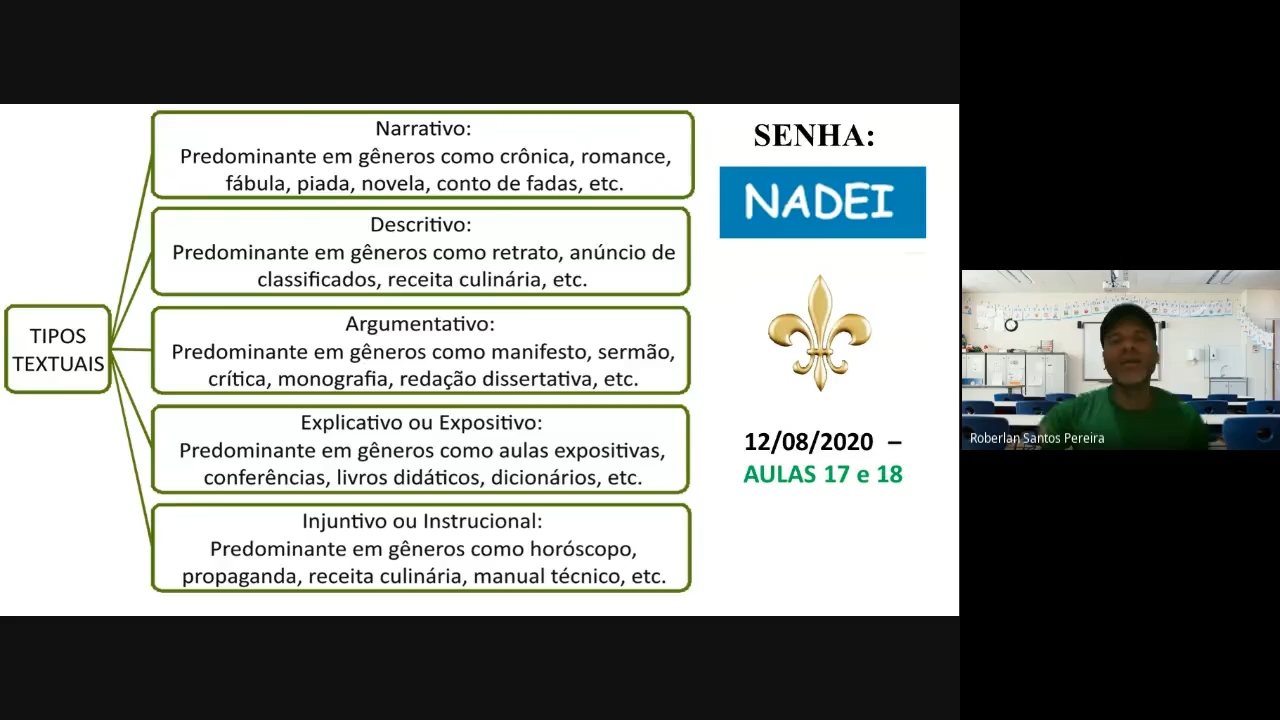 TIPOS
TEXTUAIS
Narrativo:
Predominante em gêneros como crônica, romance,
fábula, piada, novela, conto de fadas, etc.
Descritivo:
Predominante em gêneros como retrato, anúncio de
classificados, receita culinária, etc.
Argumentativo:
Predominante em gêneros como manifesto, sermão,
crítica, monografia, redação dissertativa, etc.
Explicativo ou Expositivo:
Predominante em gêneros como aulas expositivas,
conferências, livros didáticos, dicionários, etc.
Injuntivo ou Instrucional:
Predominante em gêneros como horóscopo,
propaganda, receita culinária, manual técnico, etc.
SENHA:
NADEI
12/08/2020 –
AULAS 17 e 18
Roberlan Santos Pereira